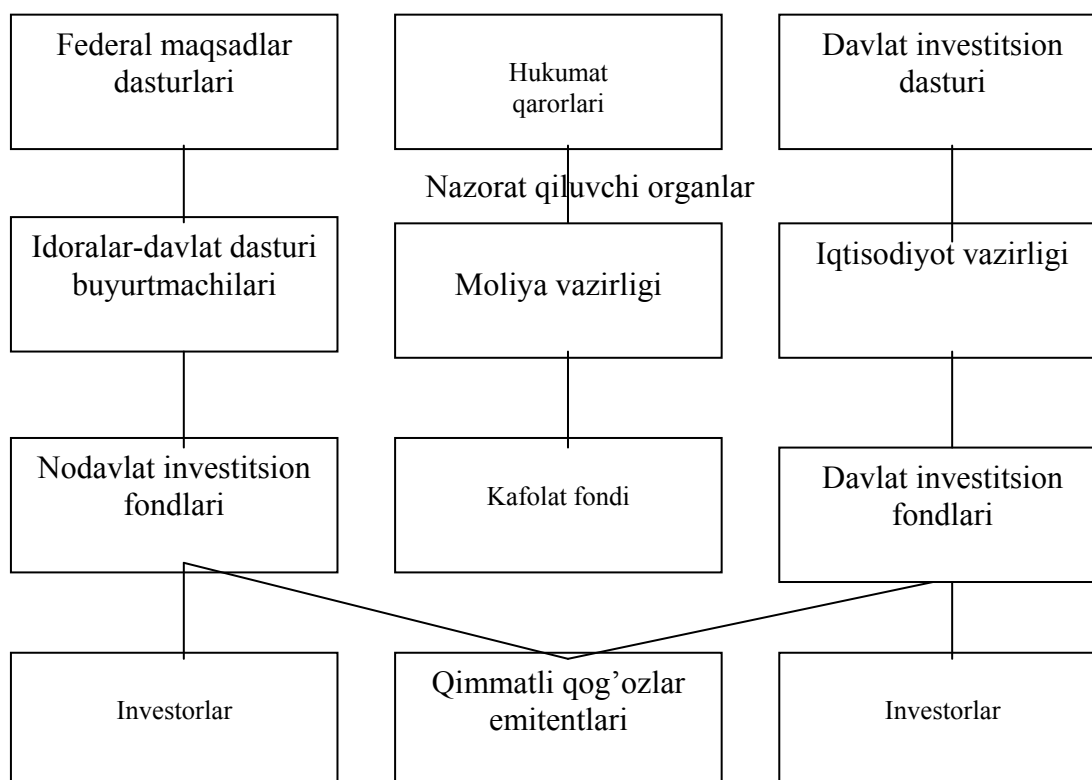 Federal maqsadlar
dasturlari
Hukumat
qarorlari
Davlat investitsion
dasturi
Nazorat qiluvchi organlar
Idoralar-davlat dasturi
buyurtmachilari
Moliya vazirligi
Iqtisodiyot vazirligi
Nodavlat investitsion
fondlari
Kafolat fondi
Davlat investitsion
fondlari
Investorlar
Qimmatli qog’ozlar
emitentlari
Investorlar